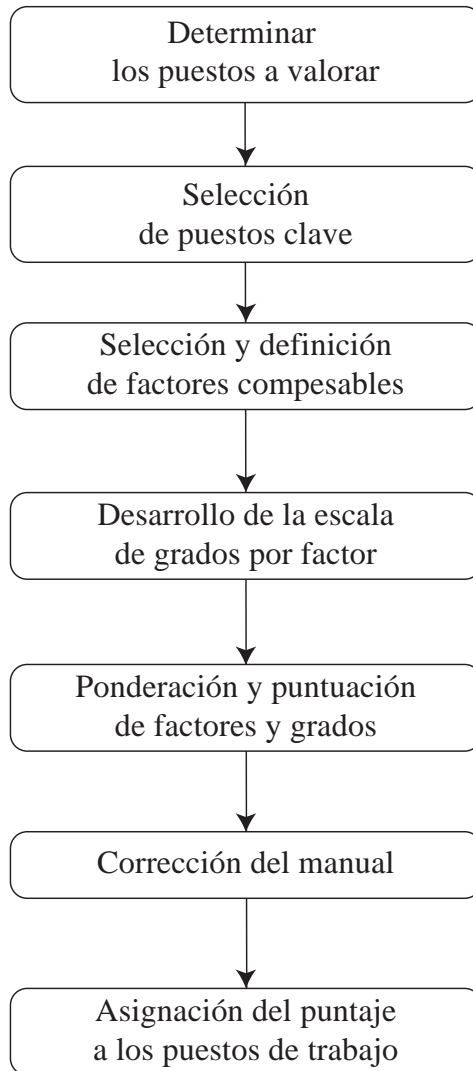 Determinar
los puestos a valorar
Selección
de puestos clave
Selección y definición
de factores compesables
Desarrollo de la escala
de grados por factor
Ponderación y puntuación
de factores y grados
Corrección del manual
Asignación del puntaje
a los puestos de trabajo